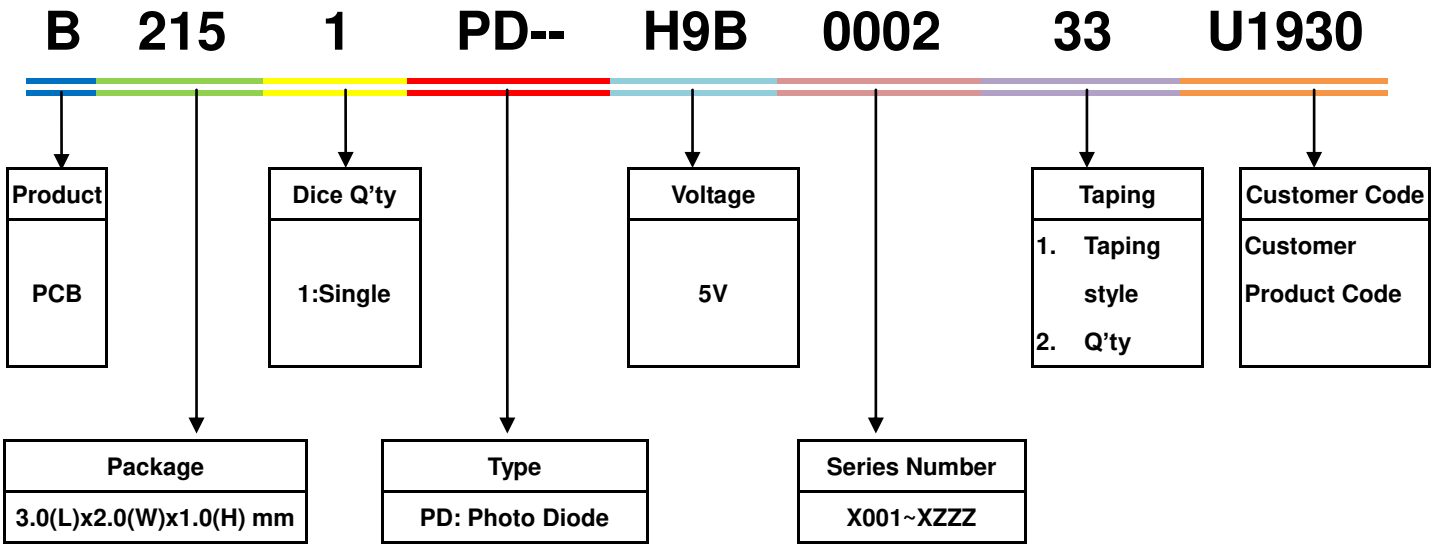 B 215 1 PD-- H9B 0002 33 U1930
Product
PCB
Dice Q'ty
1:Single
Voltage
5V
Taping
1. Taping
style
2. Q'ty
Customer Code
Customer
Product Code
Package
3.0(L)x2.0(W)x1.0(H) mm
Type
PD: Photo Diode
Series Number
X001~XZZZ